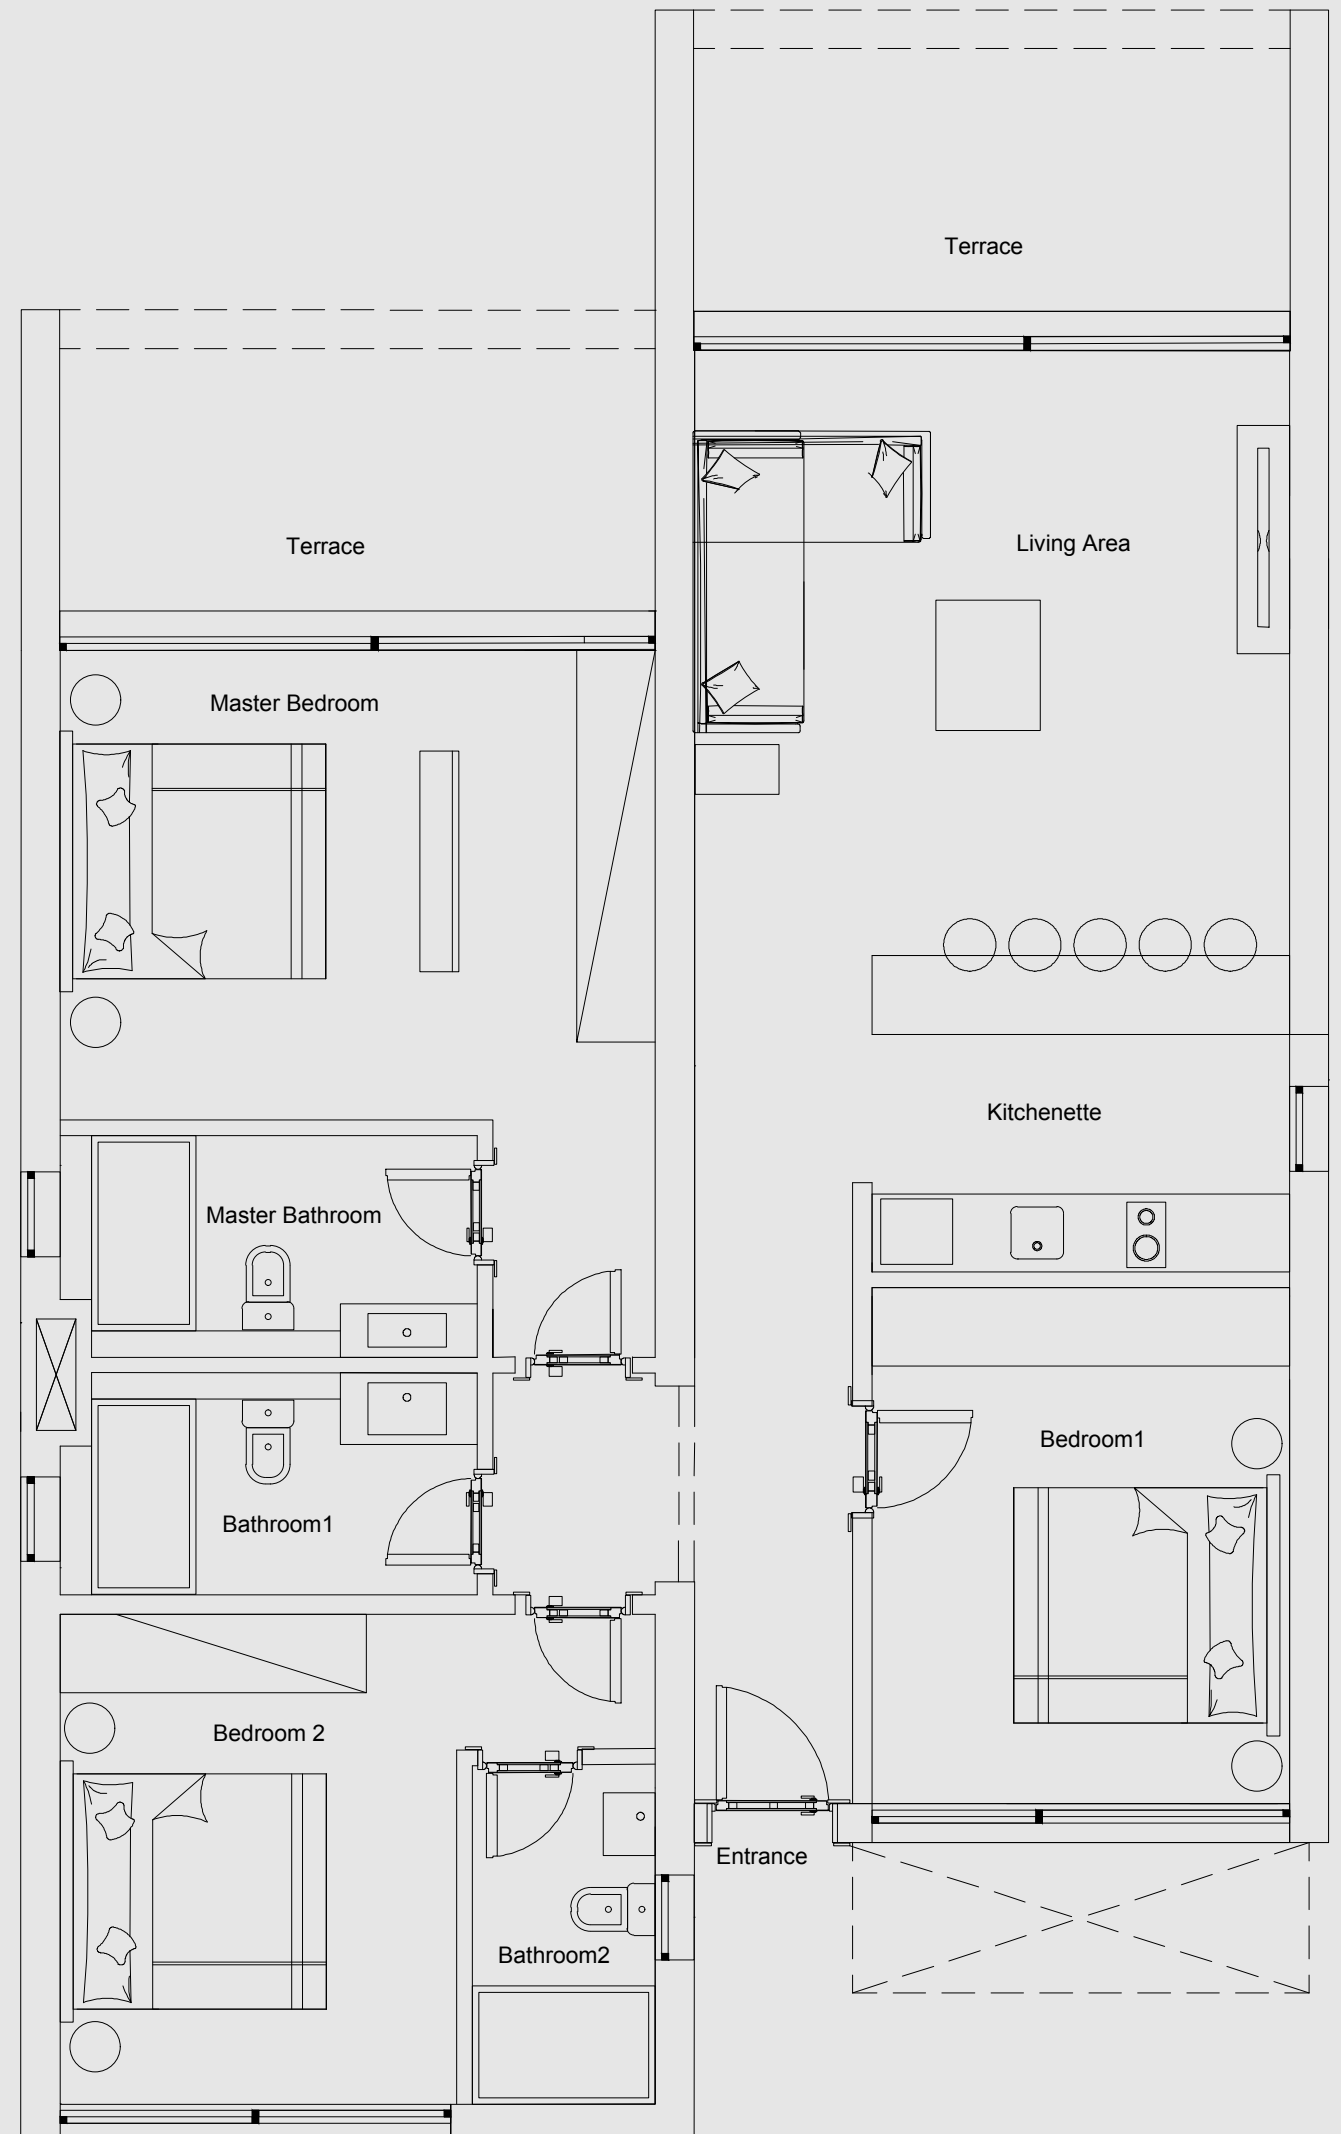 Terrace
Terrace
Living Area
Master Bedroom
Kitchenette
Master Bathroom
Bedroom1
Bathroom1
Bedroom 2
Entrance
Bathroom2